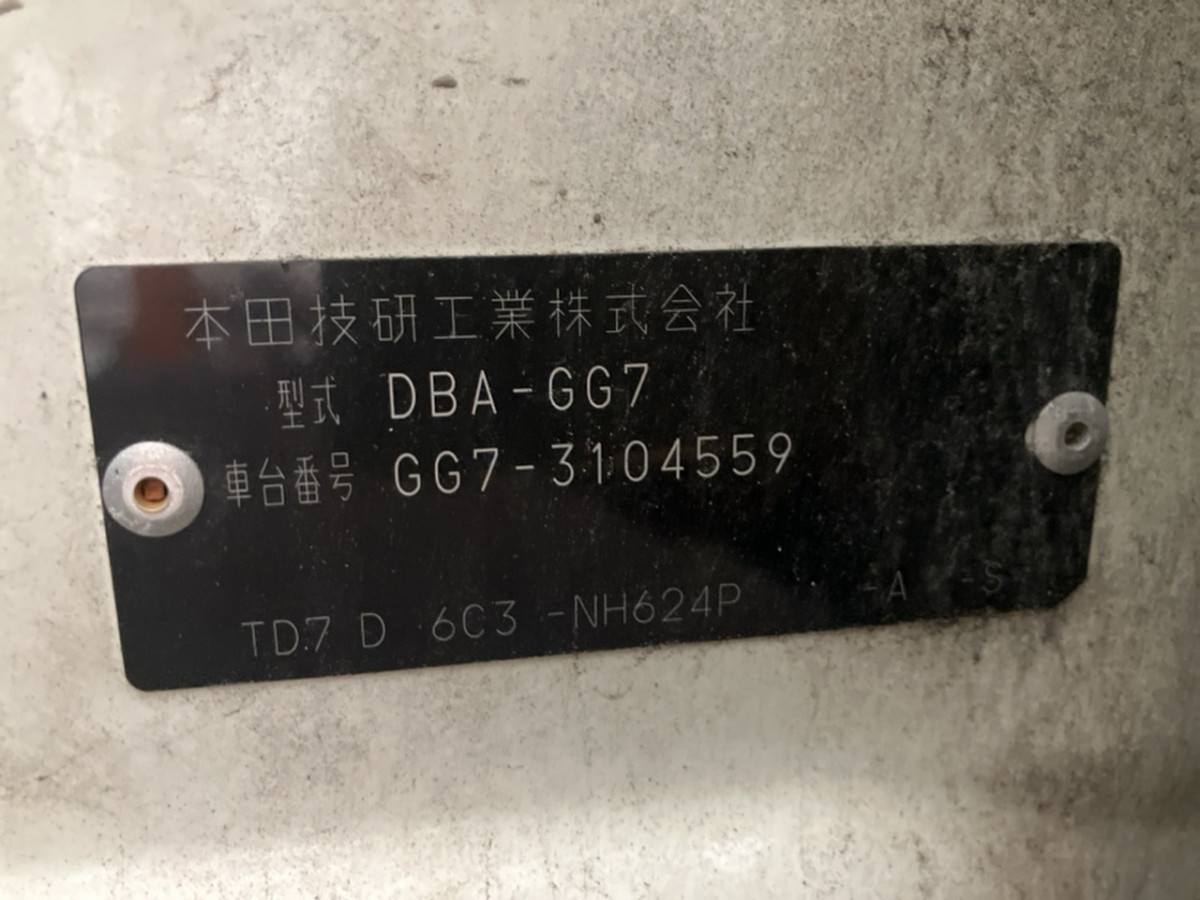 本田技研工業株式会社
型式 DBA-GG7
車台番号 GG7-3104559
TD7 D 6C3 -NH624P -A -S